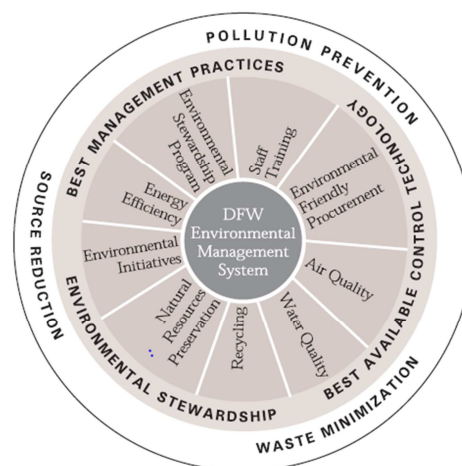 POLLUTION PREVENTION
BEST MANAGEMENT PRACTICES
BEST AVAILABLE CONTROL TECHNOLOGY
SOURCE REDUCTION
ENVIRONMENTAL STEWARDSHIP
WASTE MINIMIZATION
Environmental
Stewardship
Program
Staff
Training
Environmental
Friendly
Procurement
Air Quality
Water Quality
Recycling
Natural
Resources
Preservation
Environmental
Initiatives
Energy
Efficiency
DFW
Environmental
Management
System